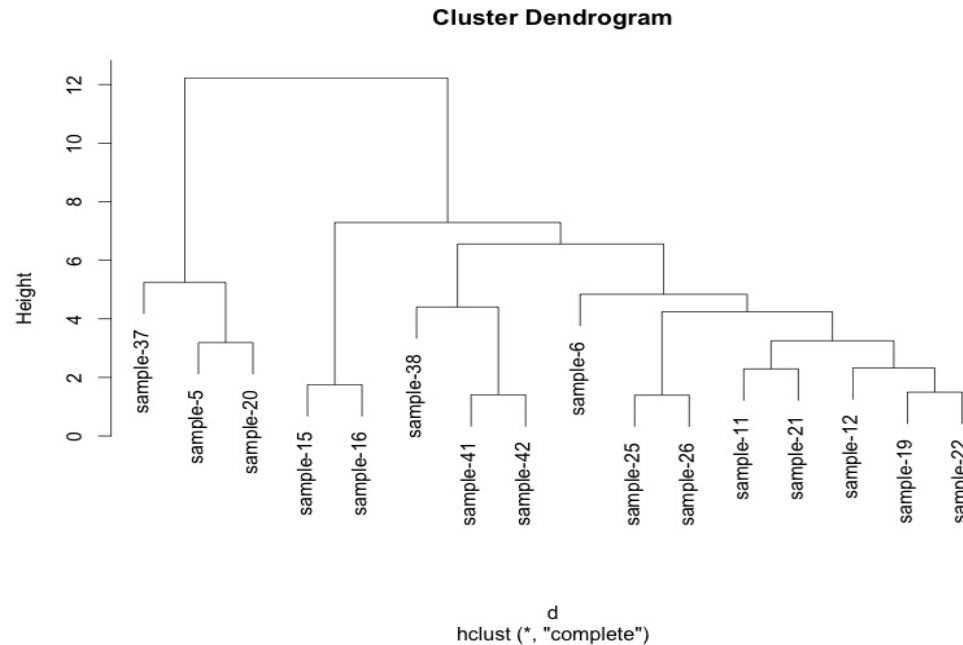 Cluster Dendrogram
Height
12
10
8
6
4
2
0
sample-37
sample-5
sample-20
sample-15
sample-16
sample-38
sample-41
sample-42
sample-6
sample-25
sample-26
sample-11
sample-21
sample-12
sample-19
sample-22
d
hclust (*, "complete")